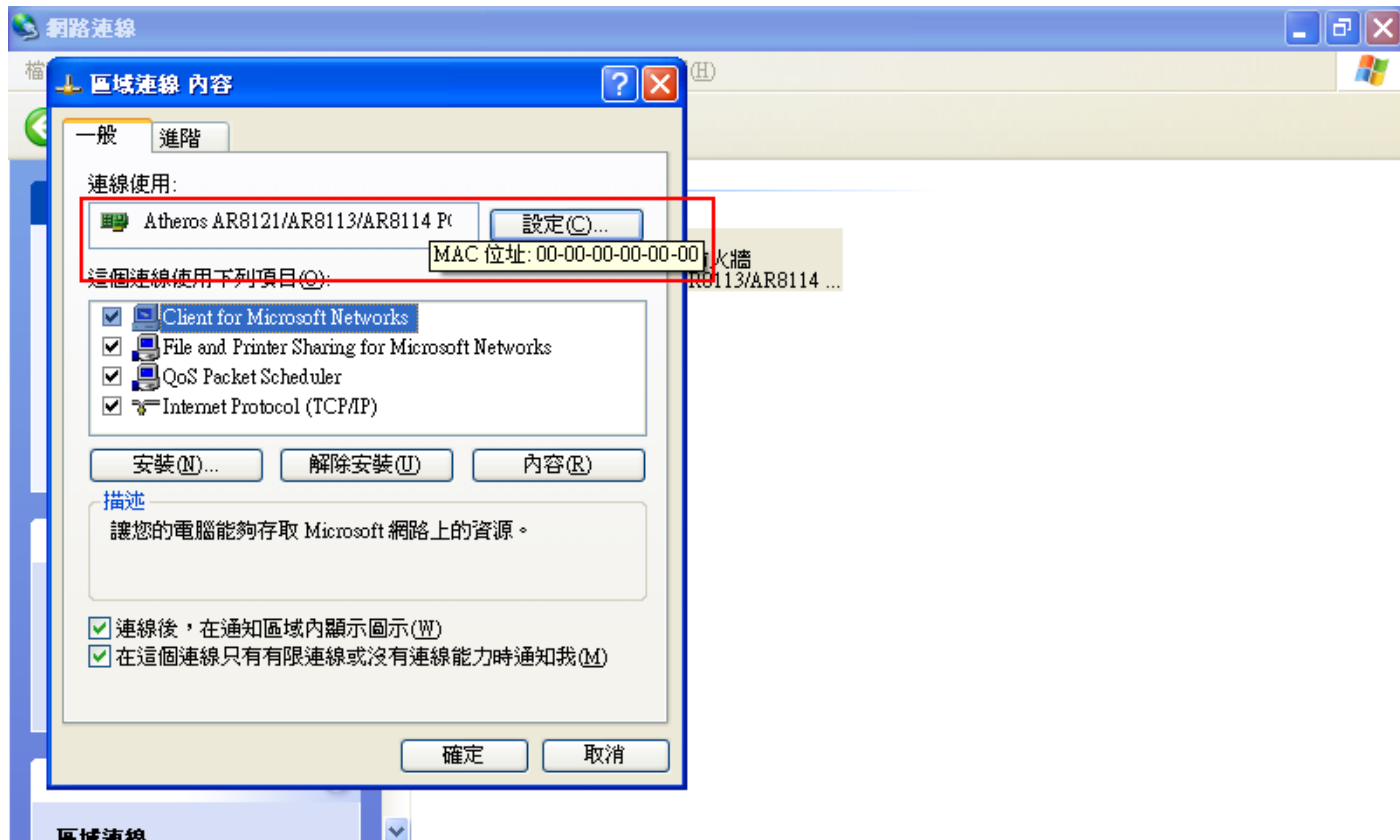 網路連線
檔
(H)
區域連線 內容
一般
進階
連線使用:
Atheros AR8121/AR8113/AR8114 P
設定(C)...
MAC 位址: 00-00-00-00-00-00
火牆
R8113/AR8114 ...
這個連線使用下列項目(O):
Client for Microsoft Networks
File and Printer Sharing for Microsoft Networks
QoS Packet Scheduler
Internet Protocol (TCP/IP)
安裝(N)...
解除安裝(U)
內容(R)
描述
讓您的電腦能夠存取 Microsoft 網路上的資源。
連線後，在通知區域內顯示圖示(W)
在這個連線只有有限連線或沒有連線能力時通知我(M)
確定
取消
區域連線